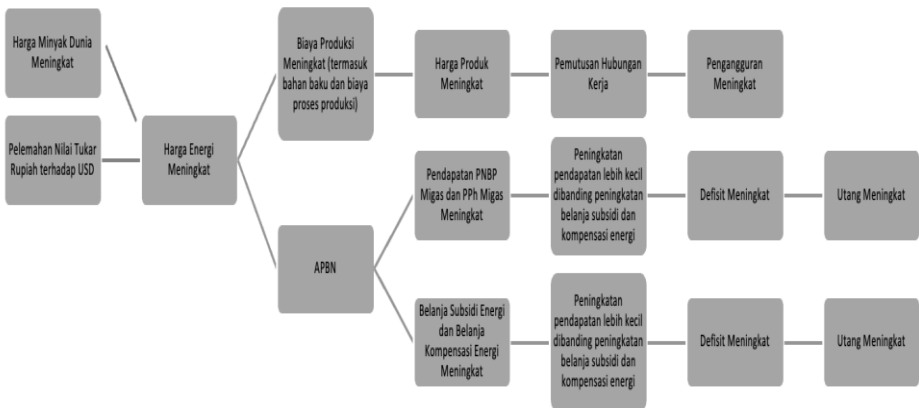 Harga Minyak Dunia
Meningkat
Pelemahan Nilai Tukar
Rupiah terhadap USD
Harga Energi
Meningkat
Biaya Produksi
Meningkat (termasuk
bahan baku dan biaya
proses produksi)
Harga Produk
Meningkat
Pemutusan Hubungan
Kerja
Pengangguran
Meningkat
APBN
Pendapatan PNBP
Migas dan PPh Migas
Meningkat
Peningkatan
pendapatan lebih kecil
dibanding peningkatan
belanja subsidi dan
kompensasi energi
Defisit Meningkat
Utang Meningkat
Belanja Subsidi Energi
dan Belanja
Kompensasi Energi
Meningkat
Peningkatan
pendapatan lebih kecil
dibanding peningkatan
belanja subsidi dan
kompensasi energi
Defisit Meningkat
Utang Meningkat